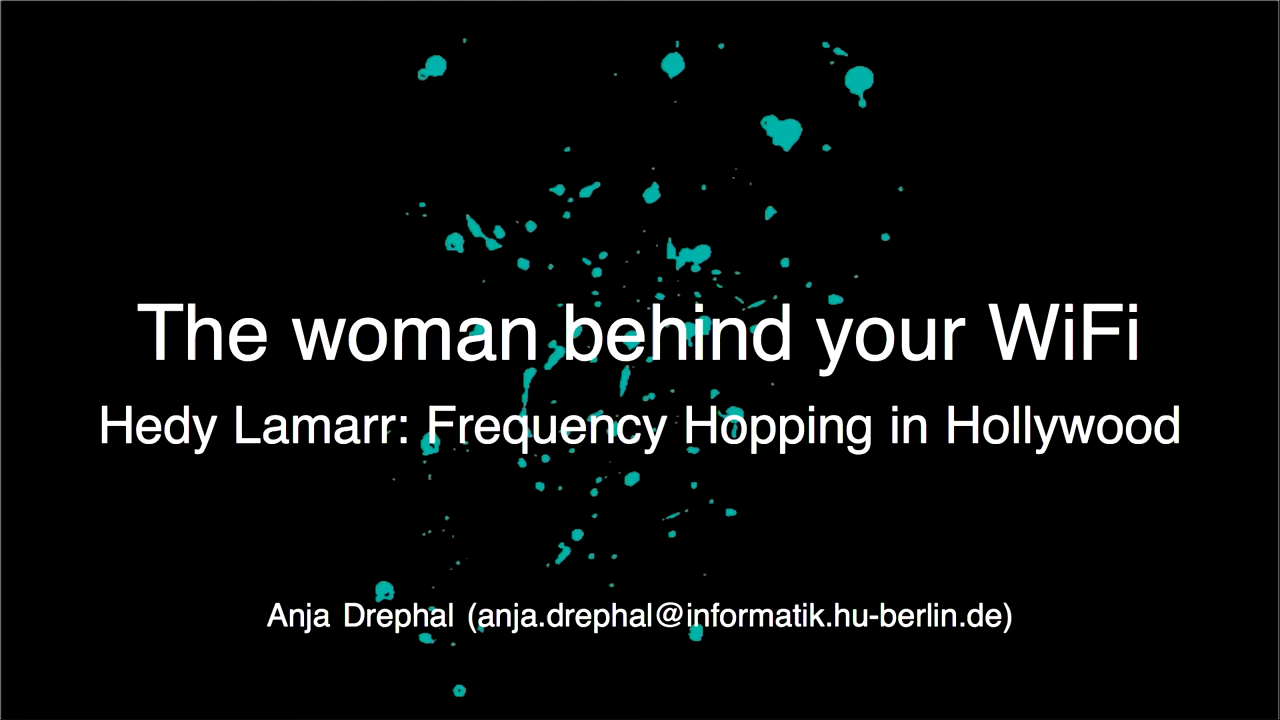 The woman behind your WiFi
Hedy Lamarr: Frequency Hopping in Hollywood
Anja Drephal (anja.drephal@informatik.hu-berlin.de)